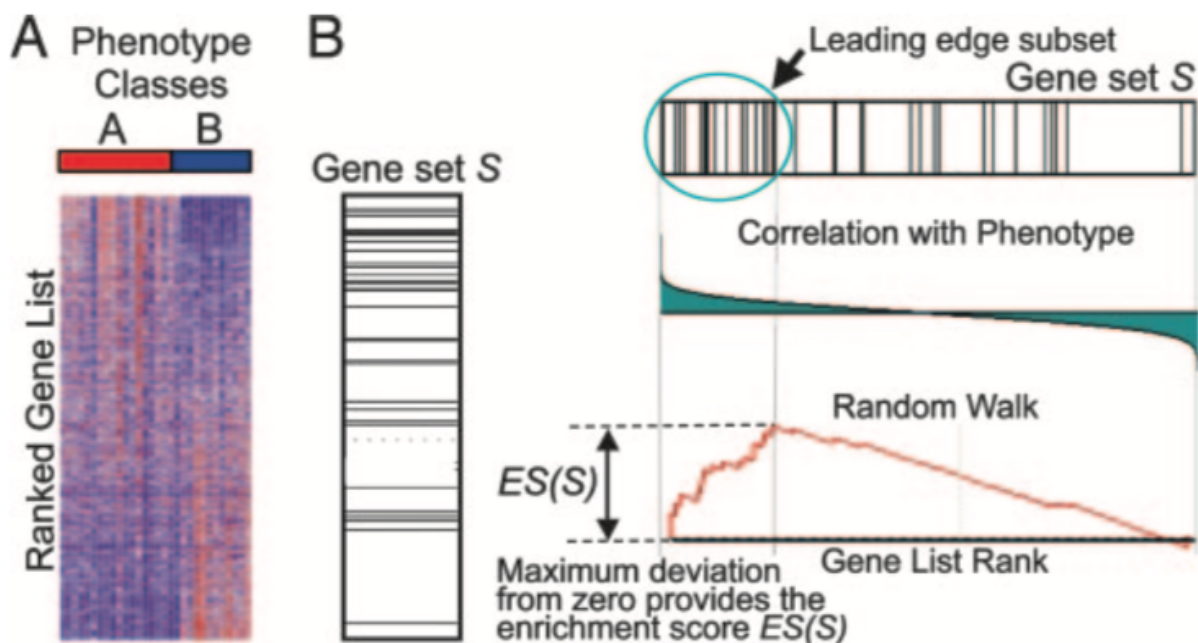 A
Phenotype
Classes
A B
Ranked Gene List
B
Gene set S
Leading edge subset
Gene set S
Correlation with Phenotype
Random Walk
ES(S)
Gene List Rank
Maximum deviation
from zero provides the
enrichment score ES(S)